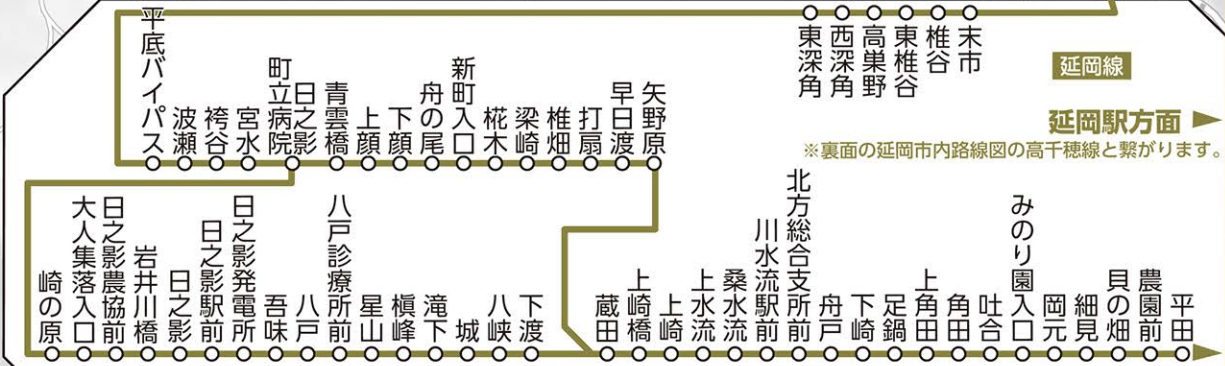 東深角
西深角
高巣野
東椎谷
椎谷
末市
延岡線
延岡駅方面
※裏面の延岡市内路線図の高千穂線と繋がります。
平底バイパス
波瀬
袴谷
宮水
町立病院
日之影
青雲橋
上顔
下顔
舟の尾
新町入口
椛木
梁崎
椎畑
打扇
早日渡
矢野原
崎の原
大人集落入口
日之影農協前
岩井川橋
日之影
日之影駅前
日之影発電所
吾味
八戸
八戸診療所前
星山
槇峰
滝下
城
八峡
下渡
蔵田
上崎橋
上崎
上水流
桑水流
川水流駅前
北方総合支所前
舟戸
下崎
足鍋
上角田
角田
吐合
みのり園入口
岡元
細見
貝の畑
農園前
平田